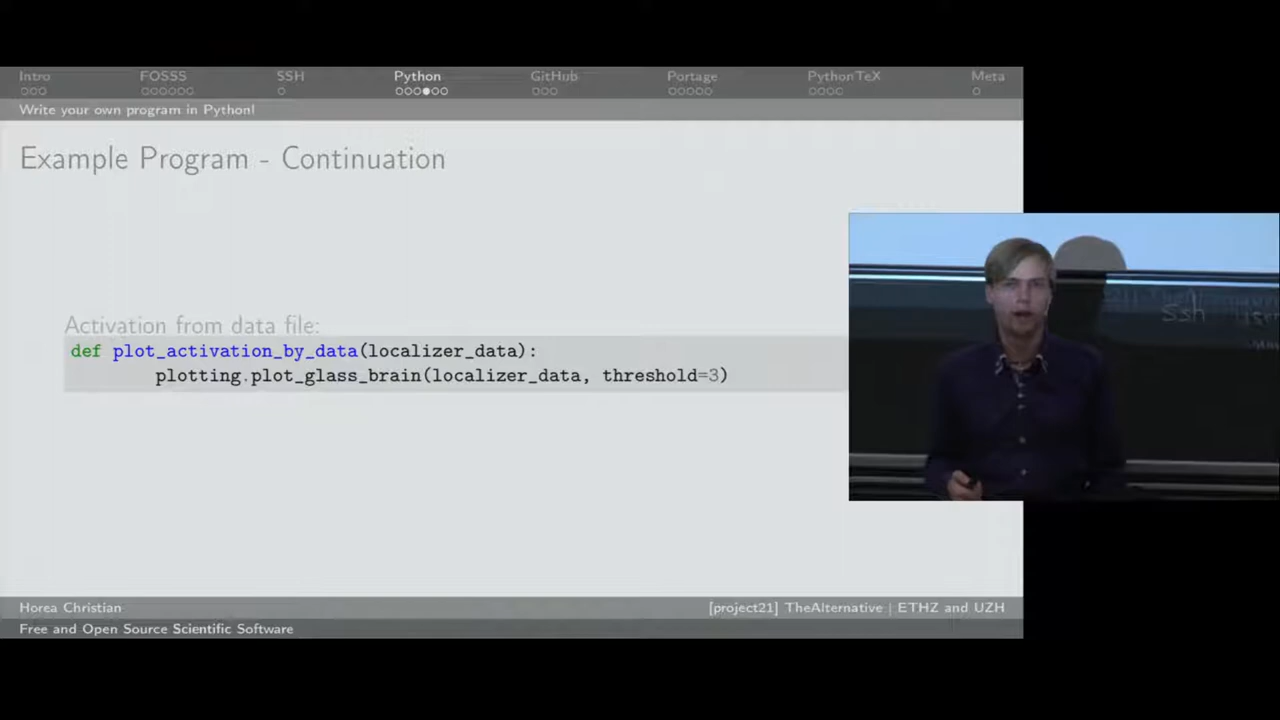 Intro FOSSS SSH Python GitHub Portage PythonTeX Meta
Write your own program in Python!
Example Program - Continuation
Activation from data file:
def plot_activation_by_data(localizer_data):
plotting.plot_glass_brain(localizer_data, threshold=3)
Ssh
Horea Christian [project21] TheAlternative | ETHZ and UZH
Free and Open Source Scientific Software